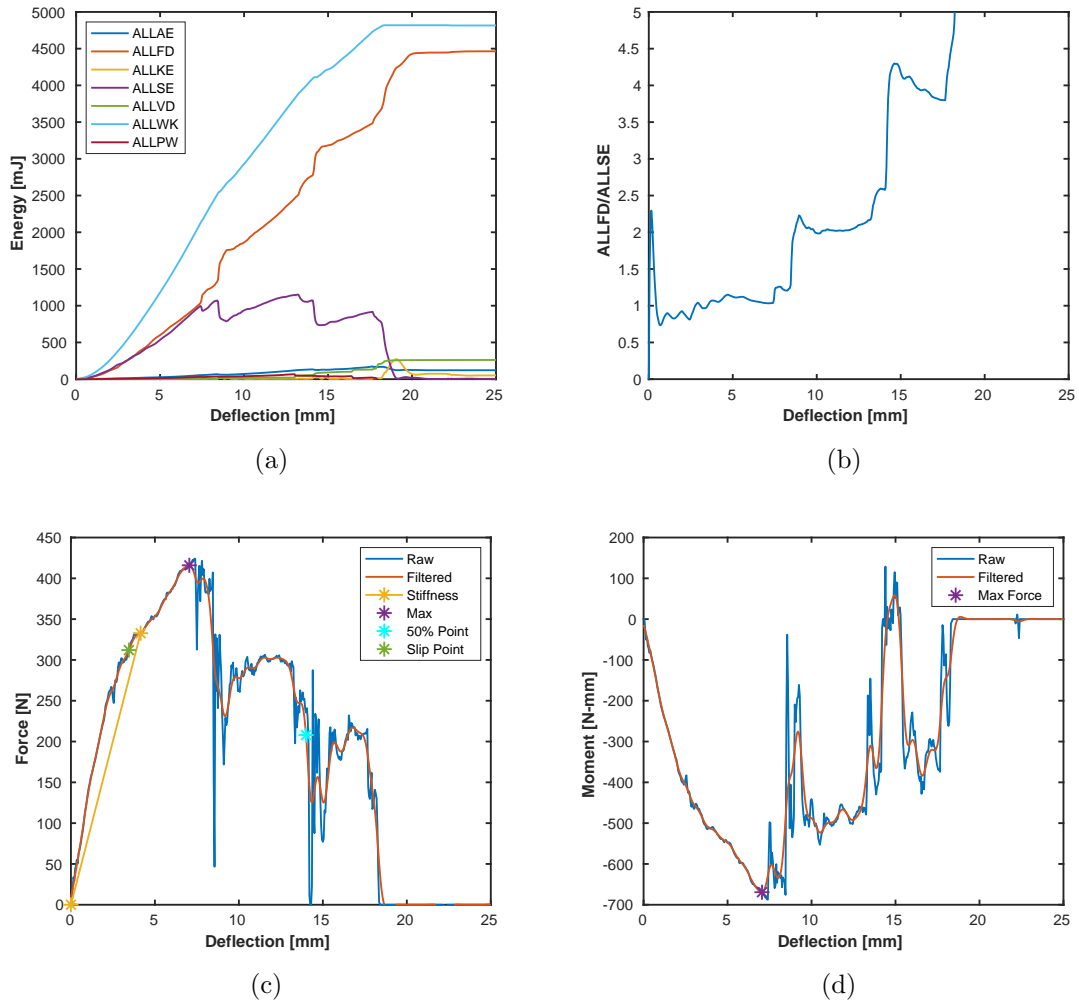 5000
4500
4000
3500
3000
2500
2000
1500
1000
500
0
Energy [mJ]
ALLAE
ALLFD
ALLKE
ALLSE
ALLVD
ALLWK
ALLPW
0 5 10 15 20 25
Deflection [mm]
(a)
5
4.5
4
3.5
3
2.5
2
1.5
1
0.5
0
ALLFD/ALLSE
0 5 10 15 20 25
Deflection [mm]
(b)
450
400
350
300
250
200
150
100
50
0
Force [N]
Raw
Filtered
Stiffness
Max
50% Point
Slip Point
0 5 10 15 20 25
Deflection [mm]
(c)
200
100
0
-100
-200
-300
-400
-500
-600
-700
Moment [N-mm]
Raw
Filtered
Max Force
0 5 10 15 20 25
Deflection [mm]
(d)